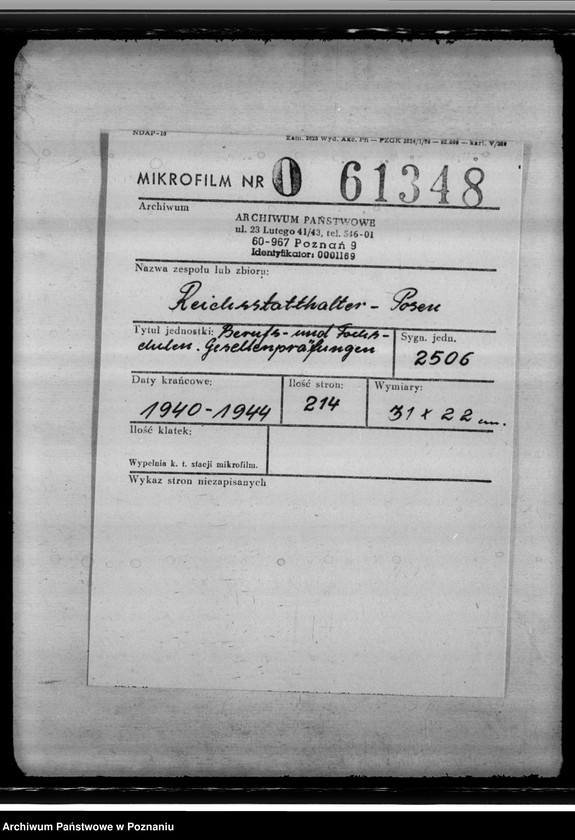 NDAP-10
MIKROFILM NR 0 61348
Archiwum
ARCHIWUM PAŃSTWOWE
ul. 23 Lutego 41/43, tel. 546-01
60-967 Poznań 9
Identyfikator: 0001169
Nazwa zespołu lub zbioru:
Reichsstatthalter - Posen
Tytuł jednostki: Berufs- und Fachs-
chulen. Gesellenprüfungen
Sygn. jedn.
2506
Daty krańcowe:
1940-1944
Ilość stron:
214
Wymiary:
31 x 22 cm.
Ilość klatek:
Wypełnia k. t. stacji mikrofilm.
Wykaz stron niezapisanych
Archiwum Państwowe w Poznaniu